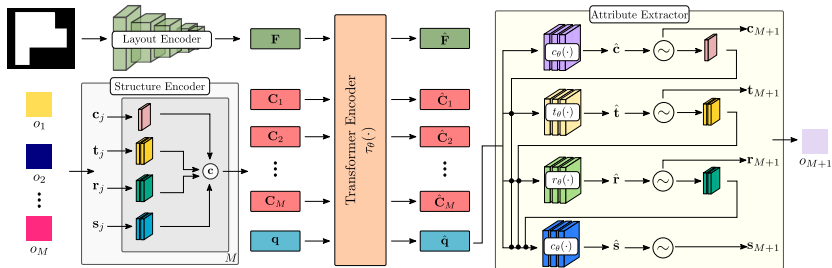 Layout Encoder
F
F̂
Attribute Extractor
c_θ(·)
ĉ
∼
c_{M+1}
Structure Encoder
o_1
o_2
⋮
o_M
c_j
t_j
r_j
s_j
c
M
C_1
C_2
⋮
C_M
q
Transformer Encoder
τ_θ(·)
Ĉ_1
Ĉ_2
⋮
Ĉ_M
q̂
t_θ(·)
t̂
∼
t_{M+1}
r_θ(·)
r̂
∼
r_{M+1}
c_θ(·)
ŝ
∼
s_{M+1}
o_{M+1}